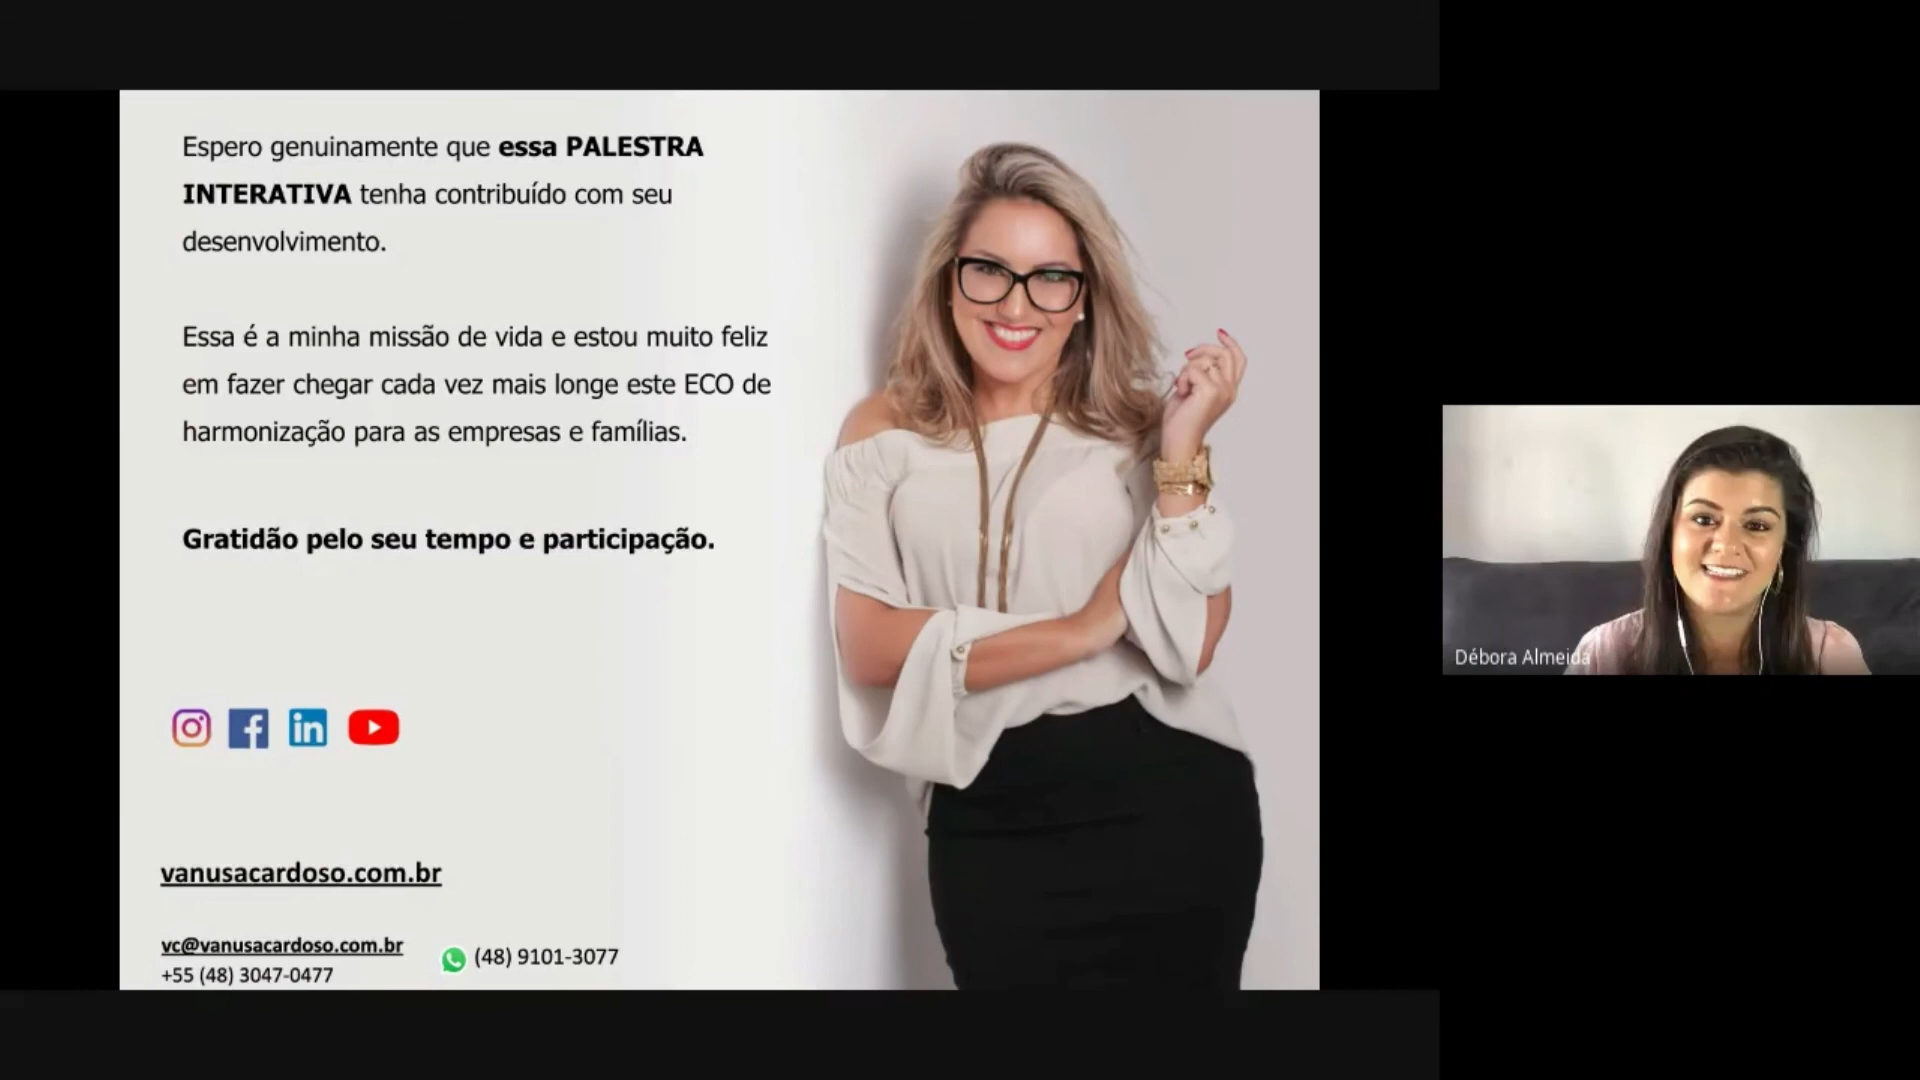 Espero genuinamente que essa PALESTRA
INTERATIVA tenha contribuído com seu
desenvolvimento.
Essa é a minha missão de vida e estou muito feliz
em fazer chegar cada vez mais longe este ECO de
harmonização para as empresas e famílias.
Gratidão pelo seu tempo e participação.
in
vanusacardoso.com.br
vc@vanusacardoso.com.br
+55 (48) 3047-0477
(48) 9101-3077
Débora Almeida